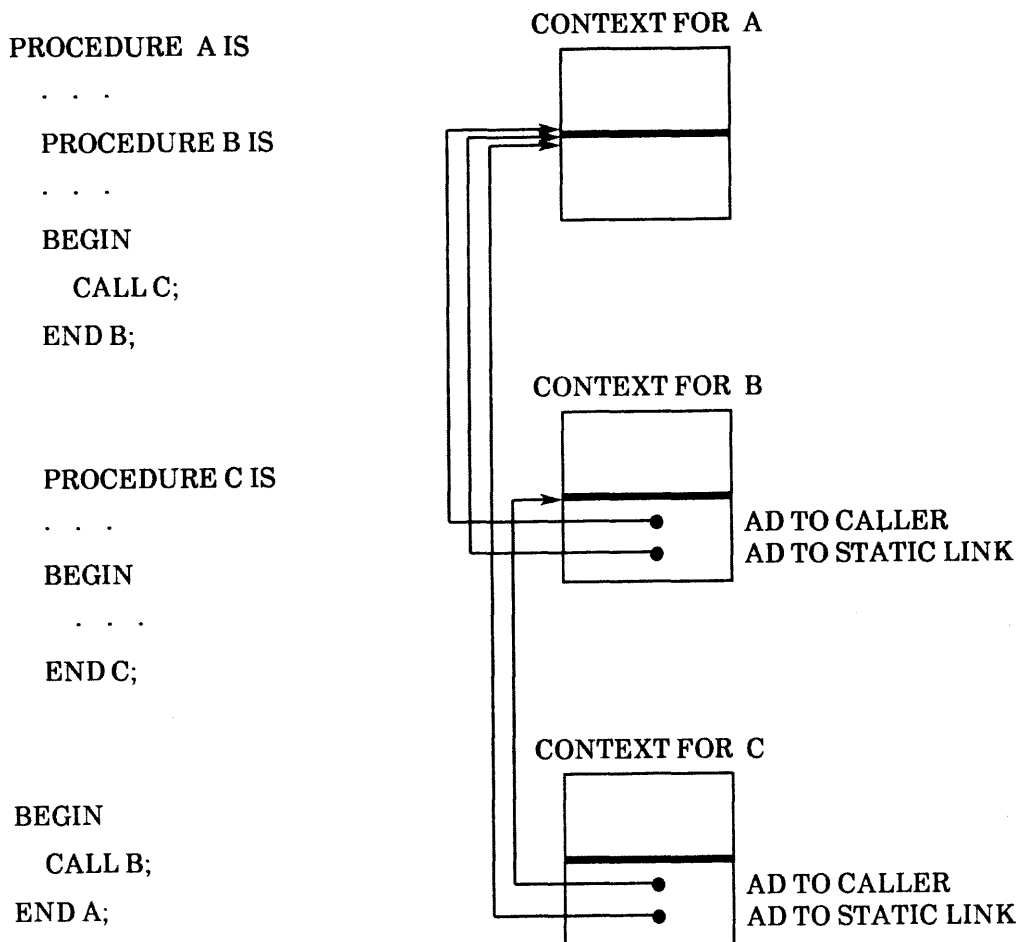 PROCEDURE A IS
. . .
PROCEDURE B IS
. . .
BEGIN
CALL C;
END B;
PROCEDURE C IS
. . .
BEGIN
. . .
END C;
BEGIN
CALL B;
END A;
CONTEXT FOR A
CONTEXT FOR B
AD TO CALLER
AD TO STATIC LINK
CONTEXT FOR C
AD TO CALLER
AD TO STATIC LINK